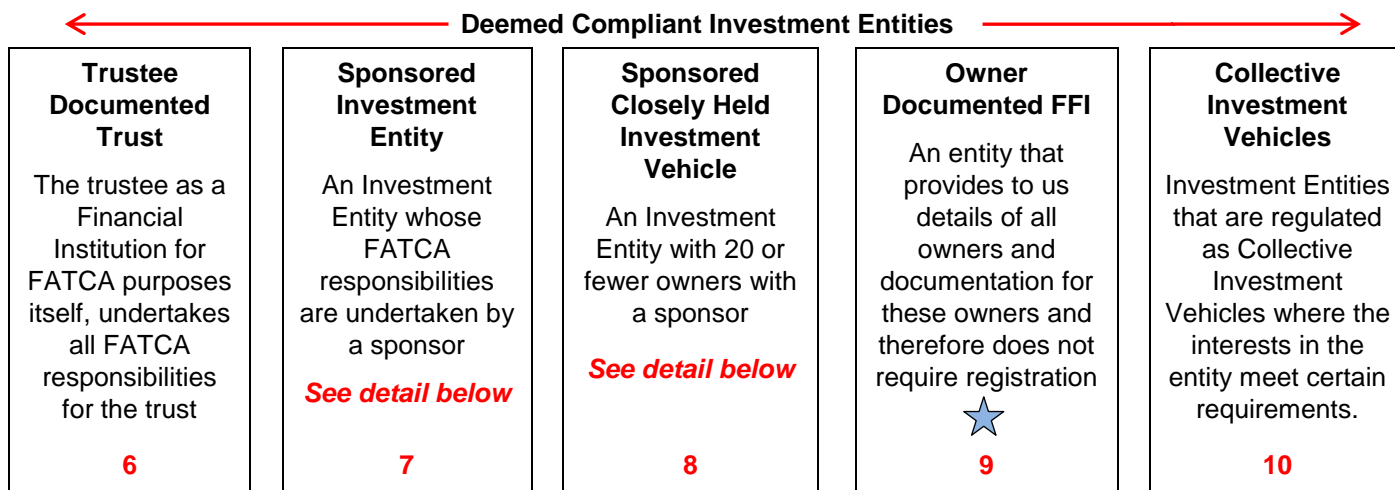 Deemed Compliant Investment Entities
Trustee
Documented
Trust
The trustee as a
Financial
Institution for
FATCA purposes
itself, undertakes
all FATCA
responsibilities
for the trust
6
Sponsored
Investment
Entity
An Investment
Entity whose
FATCA
responsibilities
are undertaken by
a sponsor
See detail below
7
Sponsored
Closely Held
Investment
Vehicle
An Investment
Entity with 20 or
fewer owners with
a sponsor
See detail below
8
Owner
Documented FFI
An entity that
provides to us
details of all
owners and
documentation for
these owners and
therefore does not
require registration
9
Collective
Investment
Vehicles
Investment Entities
that are regulated
as Collective
Investment
Vehicles where the
interests in the
entity meet certain
requirements.
10